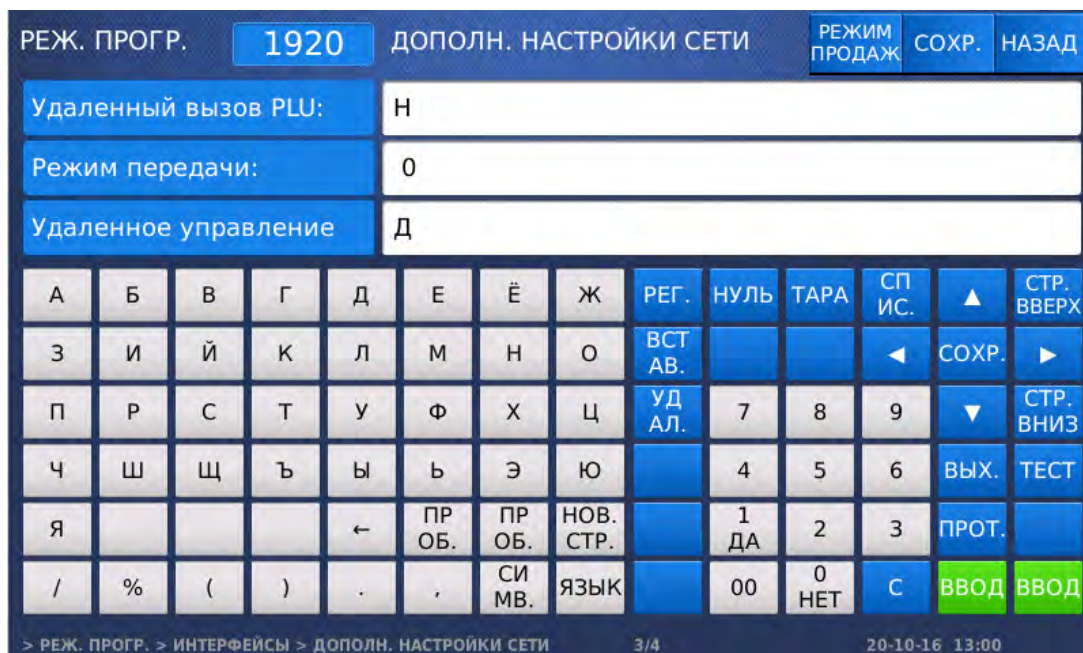 РЕЖ. ПРОГР. 1920 ДОПОЛН. НАСТРОЙКИ СЕТИ РЕЖИМ ПРОДАЖ СОХР. НАЗАД
Удаленный вызов PLU: Н
Режим передачи: 0
Удаленное управление Д
А Б В Г Д Е Ё Ж РЕГ. НУЛЬ ТАРА СП ИС. ▲ СТР. ВВЕРХ
З И Й К Л М Н О ВСТ АВ. ◀ СОХР. ▶
П Р С Т У Ф Х Ц УД АЛ. 7 8 9 ▼ СТР. ВНИЗ
Ч Ш Щ Ъ Ы Ь Э Ю 4 5 6 ВЫХ. ТЕСТ
Я ← ПР ОБ. ПР ОБ. НОВ. СТР. 1 ДА 2 3 ПРОТ.
/ % ( ) . , СИ МВ. ЯЗЫК 00 0 НЕТ С ВВОД ВВОД
> РЕЖ. ПРОГР. > ИНТЕРФЕЙСЫ > ДОПОЛН. НАСТРОЙКИ СЕТИ 3/4 20-10-16 13:00